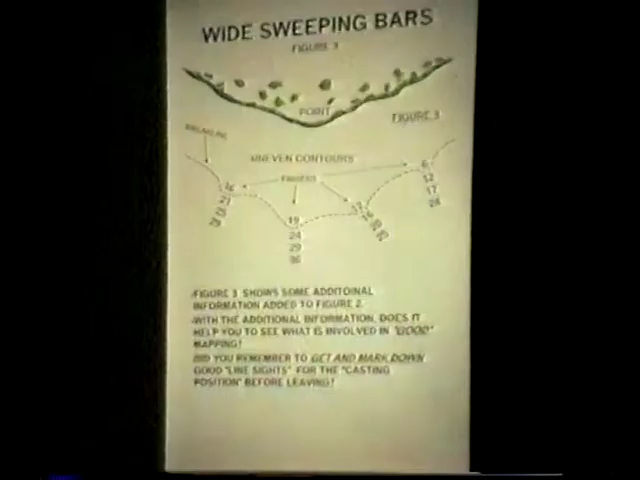 WIDE SWEEPING BARS
FIGURE 3
POINT
FIGURE 3
BREAKLINE
UNEVEN CONTOURS
FINGERS
16
6
12
17
28
19
24
29
36
FIGURE 3 SHOWS SOME ADDITOINAL
INFORMATION ADDED TO FIGURE 2.
WITH THE ADDITIONAL INFORMATION, DOES IT
HELP YOU TO SEE WHAT IS INVOLVED IN "GOOD"
MAPPING?
DID YOU REMEMBER TO GET AND MARK DOWN
GOOD "LINE SIGHTS" FOR THE "CASTING
POSITION" BEFORE LEAVING?